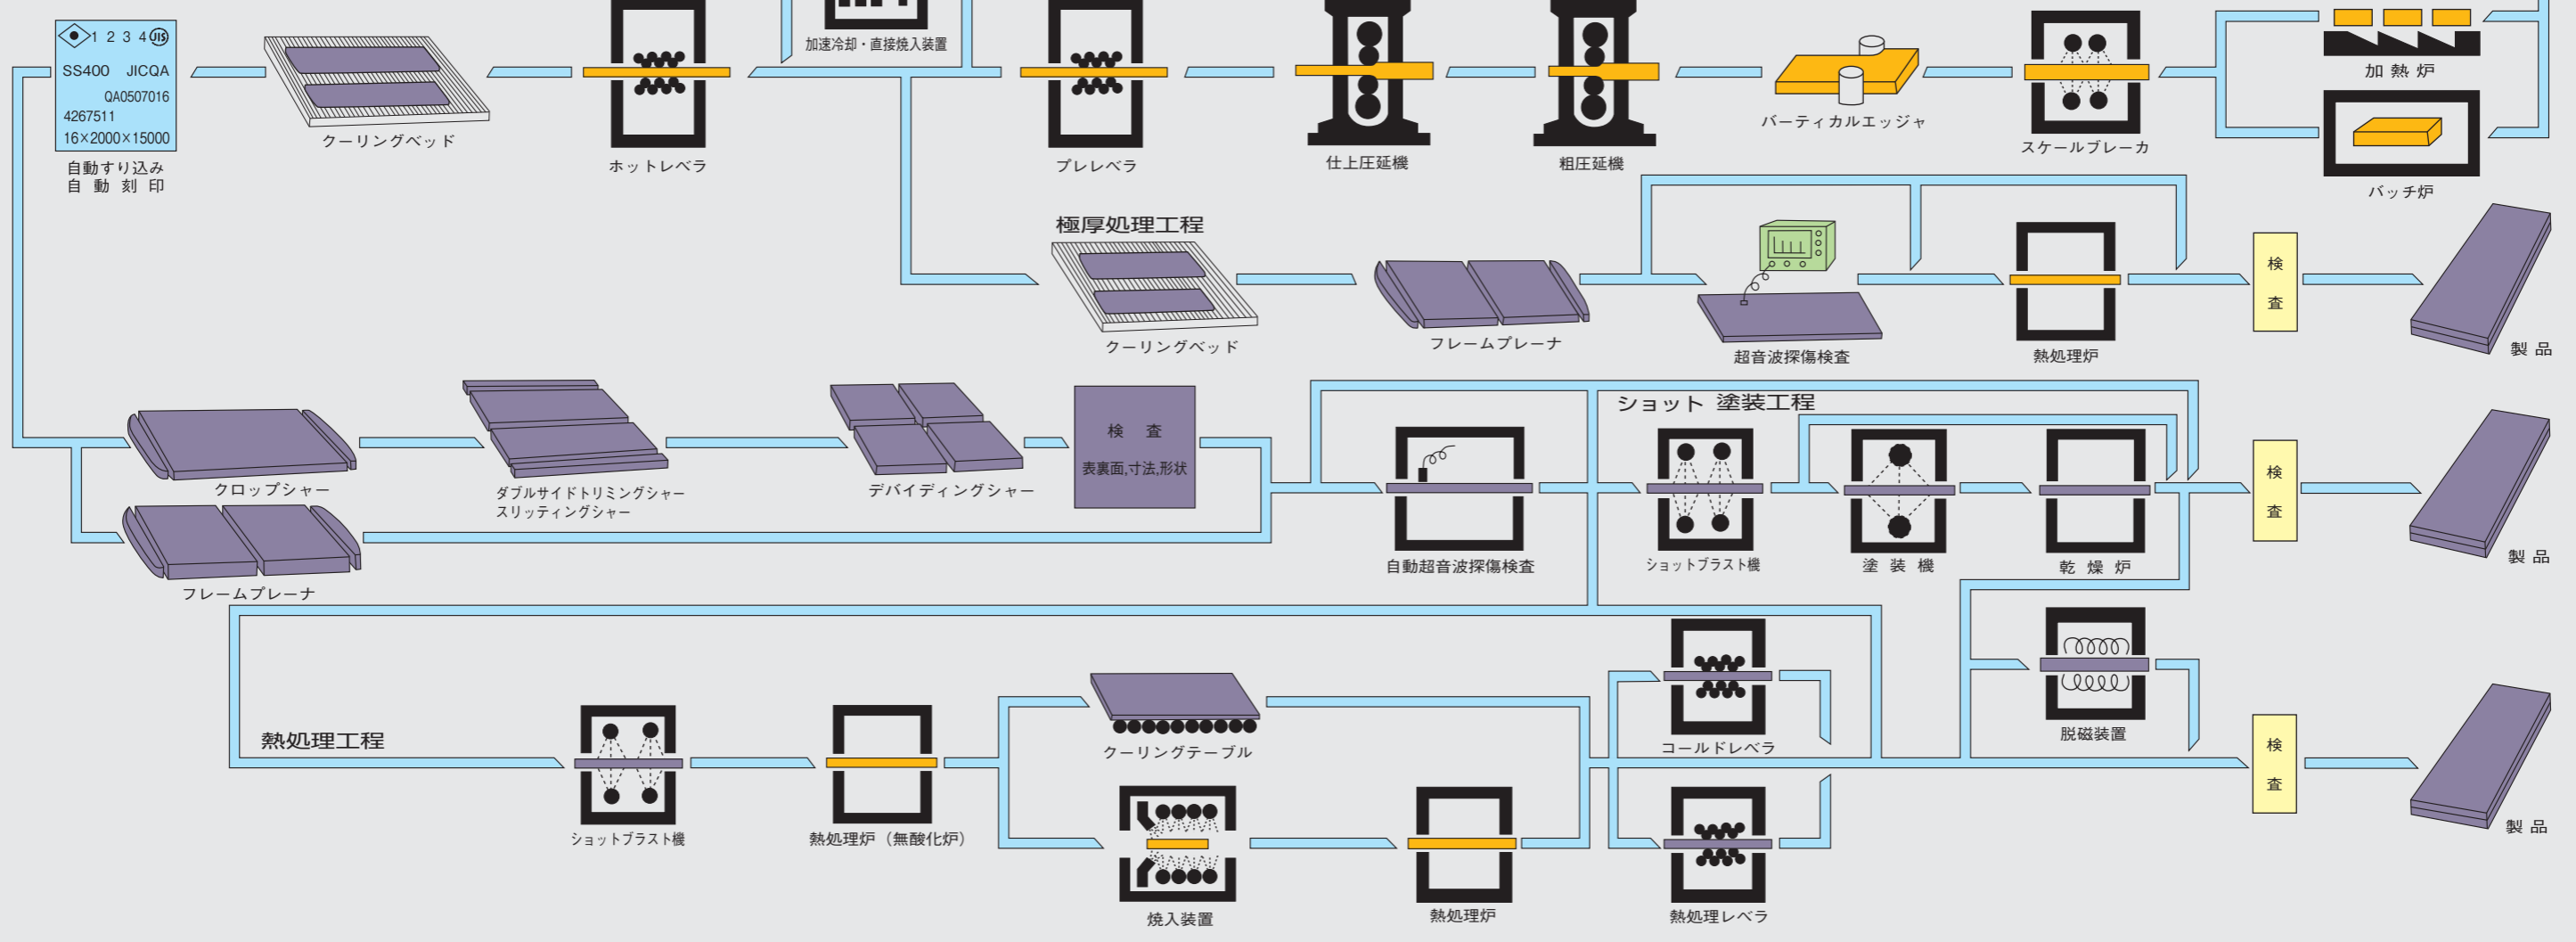 1 2 3 4 JIS
SS400 JICQA
QA0507016
4267511
16×2000×15000
自動すり込み
自動刻印
クーリングベッド
ホットレベラ
加速冷却・直接焼入装置
プレレベラ
仕上圧延機
粗圧延機
バーティカルエッジャ
スケールブレーカ
加熱炉
バッチ炉
極厚処理工程
クーリングベッド
フレームプレーナ
超音波探傷検査
熱処理炉
検査
製品
クロップシャー
ダブルサイドトリミングシャー
スリッティングシャー
デバイディングシャー
検査
表裏面,寸法,形状
フレームプレーナ
自動超音波探傷検査
ショット 塗装工程
ショットブラスト機
塗装機
乾燥炉
検査
製品
熱処理工程
ショットブラスト機
熱処理炉（無酸化炉）
クーリングテーブル
焼入装置
熱処理炉
コールドレベラ
熱処理レベラ
脱磁装置
検査
製品